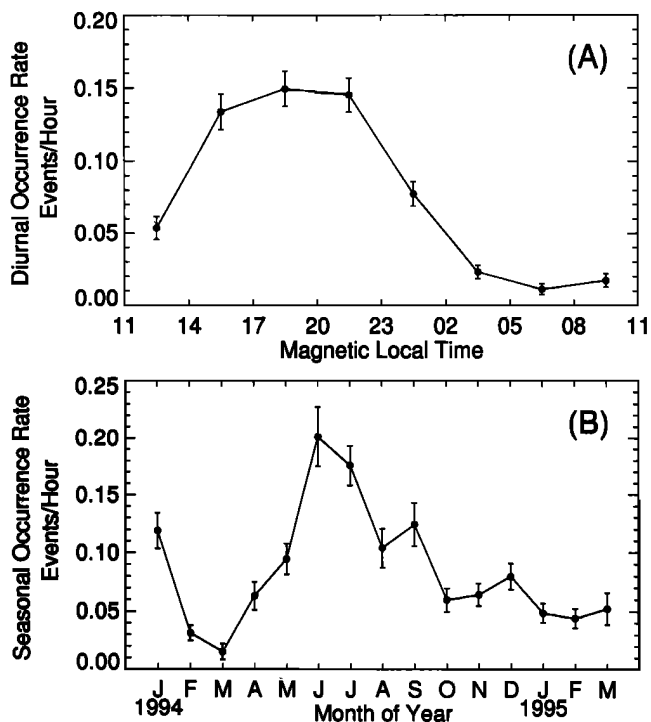 0.20
0.15
0.10
0.05
0.00
Diurnal Occurrence Rate
Events/Hour
(A)
11 14 17 20 23 02 05 08 11
Magnetic Local Time
0.25
0.20
0.15
0.10
0.05
0.00
Seasonal Occurrence Rate
Events/Hour
(B)
J F M A M J J A S O N D J F M
1994 1995
Month of Year